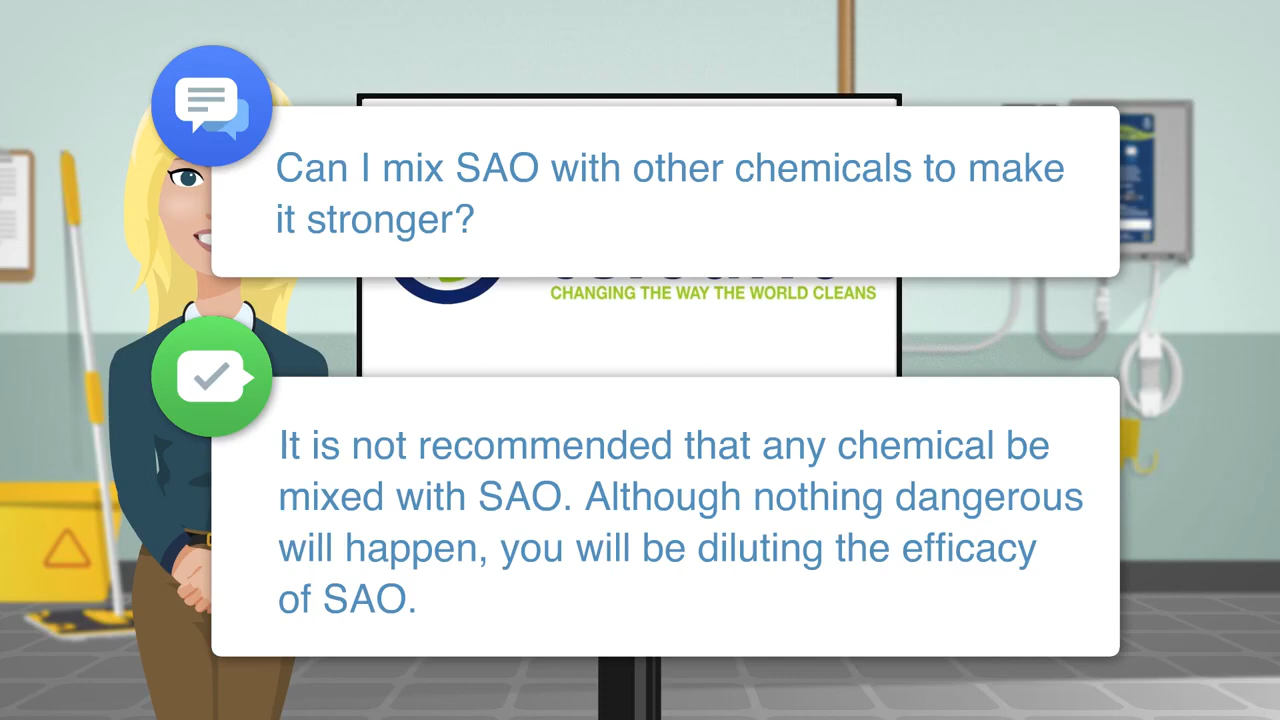 Can I mix SAO with other chemicals to make
it stronger?
CHANGING THE WAY THE WORLD CLEANS
It is not recommended that any chemical be
mixed with SAO. Although nothing dangerous
will happen, you will be diluting the efficacy
of SAO.